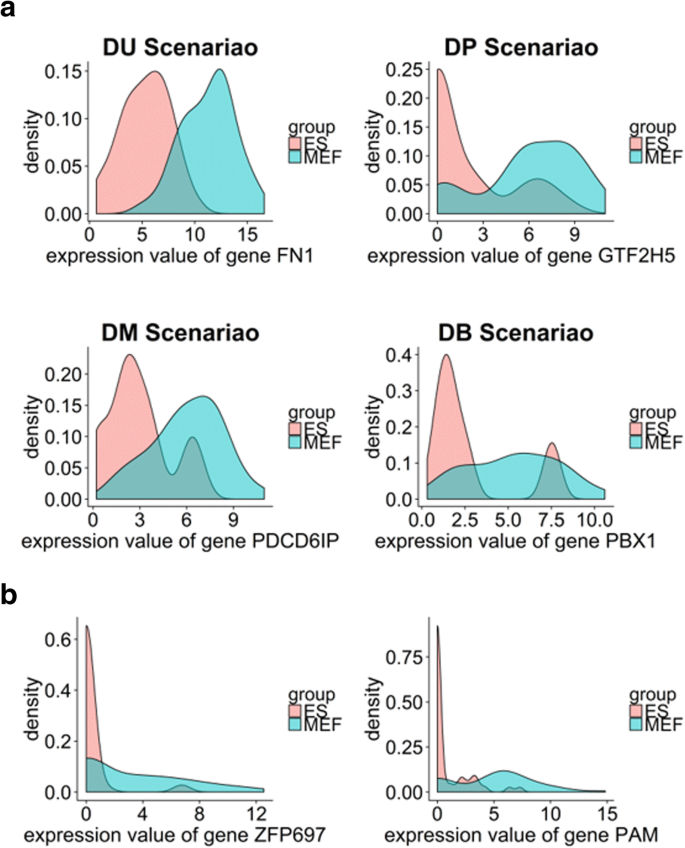 a
DU Scenariao
0.15
0.10
0.05
0.00
density
0 5 10 15
expression value of gene FN1
group
ES
MEF
DP Scenariao
0.25
0.20
0.15
0.10
0.05
0.00
density
0 3 6 9
expression value of gene GTF2H5
group
ES
MEF
DM Scenariao
0.20
0.15
0.10
0.05
0.00
density
0 3 6 9
expression value of gene PDCD6IP
group
ES
MEF
DB Scenariao
0.4
0.3
0.2
0.1
0.0
density
0.0 2.5 5.0 7.5 10.0
expression value of gene PBX1
group
ES
MEF
b
0.6
0.4
0.2
0.0
density
0 4 8 12
expression value of gene ZFP697
group
ES
MEF
0.75
0.50
0.25
0.00
density
0 5 10 15
expression value of gene PAM
group
ES
MEF